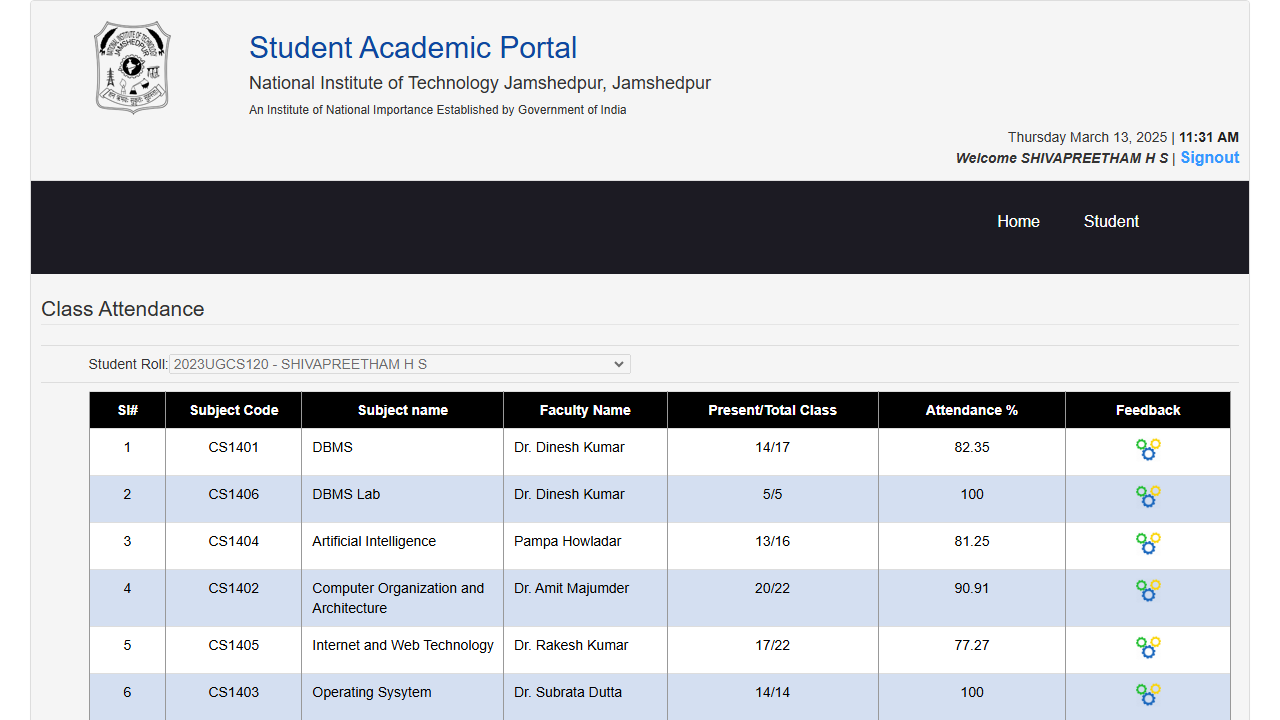 Student Academic Portal
National Institute of Technology Jamshedpur, Jamshedpur
An Institute of National Importance Established by Government of India
Thursday March 13, 2025 | 11:31 AM
Welcome SHIVAPREETHAM H S | Signout
Home Student
Class Attendance
Student Roll: 2023UGCS120 - SHIVAPREETHAM H S
Sl# Subject Code Subject name Faculty Name Present/Total Class Attendance % Feedback
1 CS1401 DBMS Dr. Dinesh Kumar 14/17 82.35
2 CS1406 DBMS Lab Dr. Dinesh Kumar 5/5 100
3 CS1404 Artificial Intelligence Pampa Howladar 13/16 81.25
4 CS1402 Computer Organization and Dr. Amit Majumder 20/22 90.91
Architecture
5 CS1405 Internet and Web Technology Dr. Rakesh Kumar 17/22 77.27
6 CS1403 Operating Sysytem Dr. Subrata Dutta 14/14 100